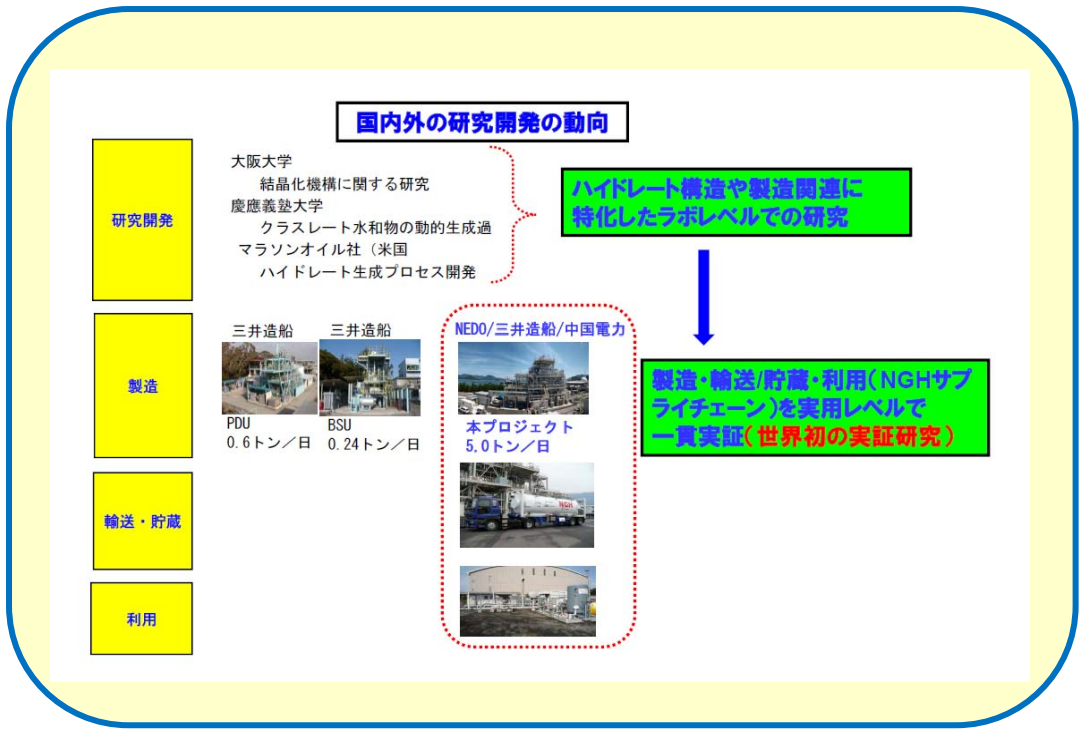 国内外の研究開発の動向
研究開発
大阪大学
結晶化機構に関する研究
慶應義塾大学
クラスレート水和物の動的生成過
マラソンオイル社（米国
ハイドレート生成プロセス開発
ハイドレート構造や製造関連に
特化したラボレベルでの研究
製造
三井造船
PDU
0.6トン／日
三井造船
BSU
0.24トン／日
NEDO/三井造船/中国電力
本プロジェクト
5.0トン／日
製造・輸送/貯蔵・利用（NGHサプ
ライチェーン）を実用レベルで
一貫実証（世界初の実証研究）
輸送・貯蔵
NGH
利用